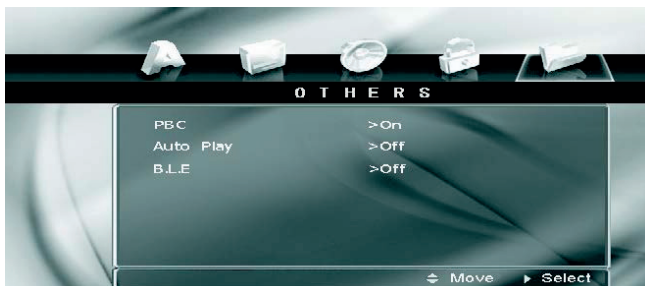 OTHERS
PBC >On
Auto Play >Off
B.L.E >Off
Move Select